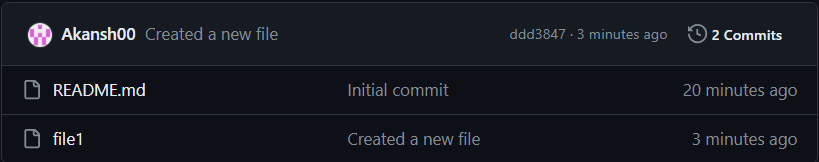 Akansh00 Created a new file ddd3847 · 3 minutes ago 2 Commits
README.md Initial commit 20 minutes ago
file1 Created a new file 3 minutes ago